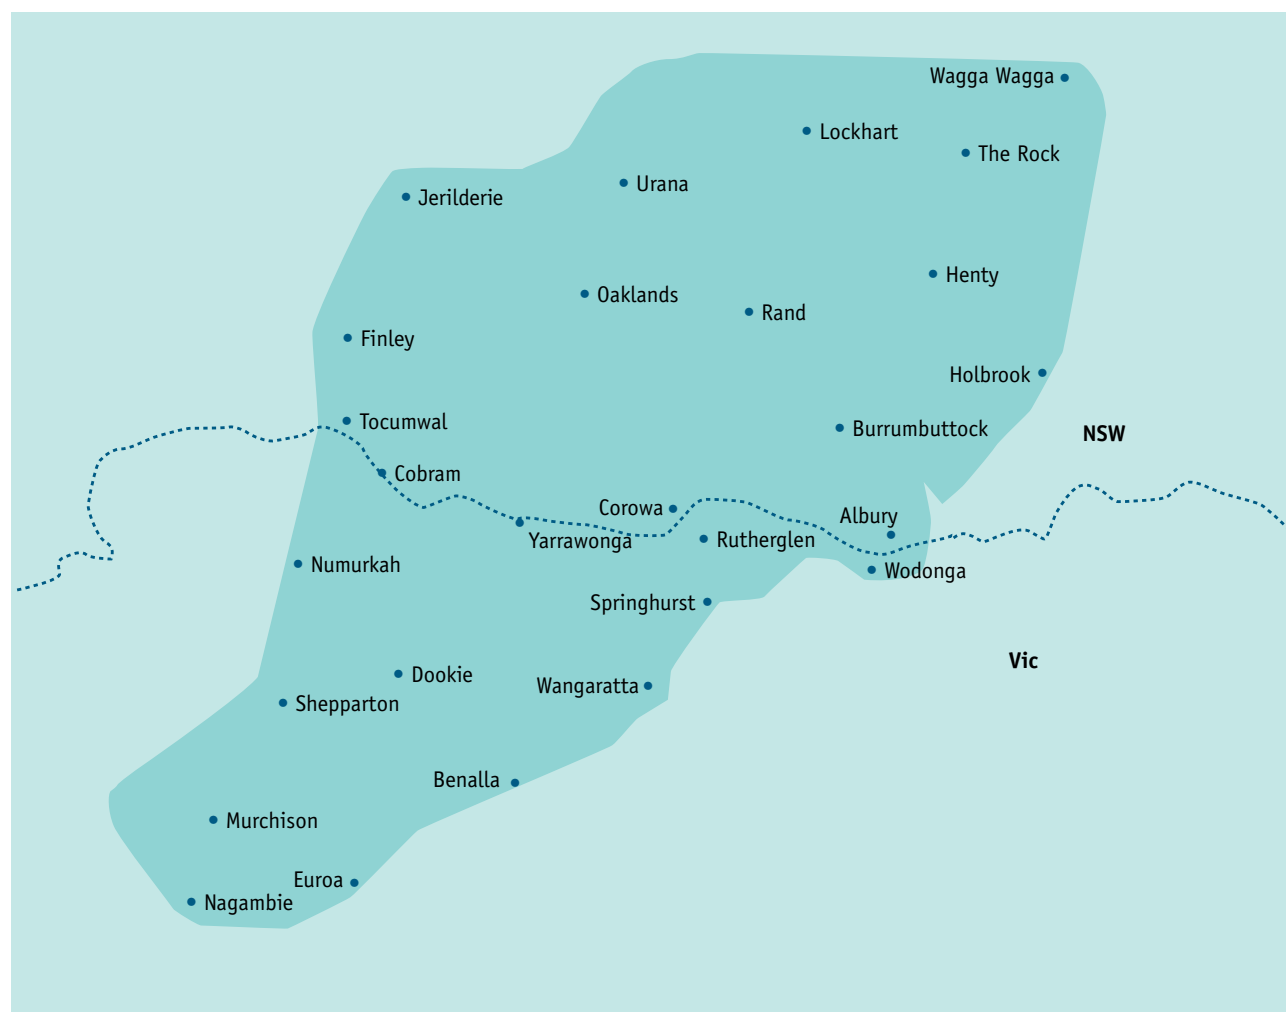 Wagga Wagga
Lockhart
The Rock
Urana
Jerilderie
Henty
Oaklands
Rand
Finley
Holbrook
Tocumwal
Burrumbuttock
NSW
Cobram
Corowa
Albury
Yarrawonga
Rutherglen
Numurkah
Wodonga
Springhurst
Vic
Dookie
Wangaratta
Shepparton
Benalla
Murchison
Euroa
Nagambie